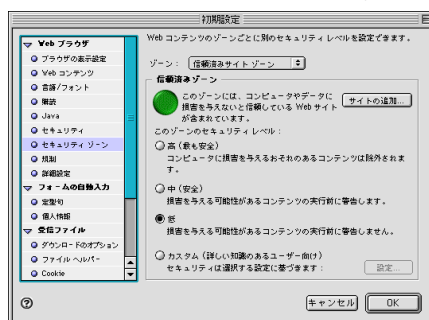 初期設定
Web コンテンツのゾーンごとに別のセキュリティ レベルを設定できます。
▽ Web ブラウザ
ブラウザの表示設定
Web コンテンツ
言語/フォント
購読
Java
セキュリティ
セキュリティ ゾーン
規制
詳細設定
▽ フォームの自動入力
定型句
個人情報
▽ 受信ファイル
ダウンロードのオプション
ファイル ヘルパー
Cookie
ゾーン: 信頼済みサイト ゾーン
信頼済みゾーン
このゾーンには、コンピュータやデータに
損害を与えないと信頼している Web サイト
が含まれています。
サイトの追加...
このゾーンのセキュリティ レベル:
高 (最も安全)
コンピュータに損害を与えるおそれのあるコンテンツは除外されま
す。
中 (安全)
損害を与える可能性があるコンテンツの実行前に警告します。
低
損害を与える可能性があるコンテンツの実行前に警告しません。
カスタム (詳しい知識のあるユーザー向け)
セキュリティは選択する設定に基づきます:
設定...
?
キャンセル
OK